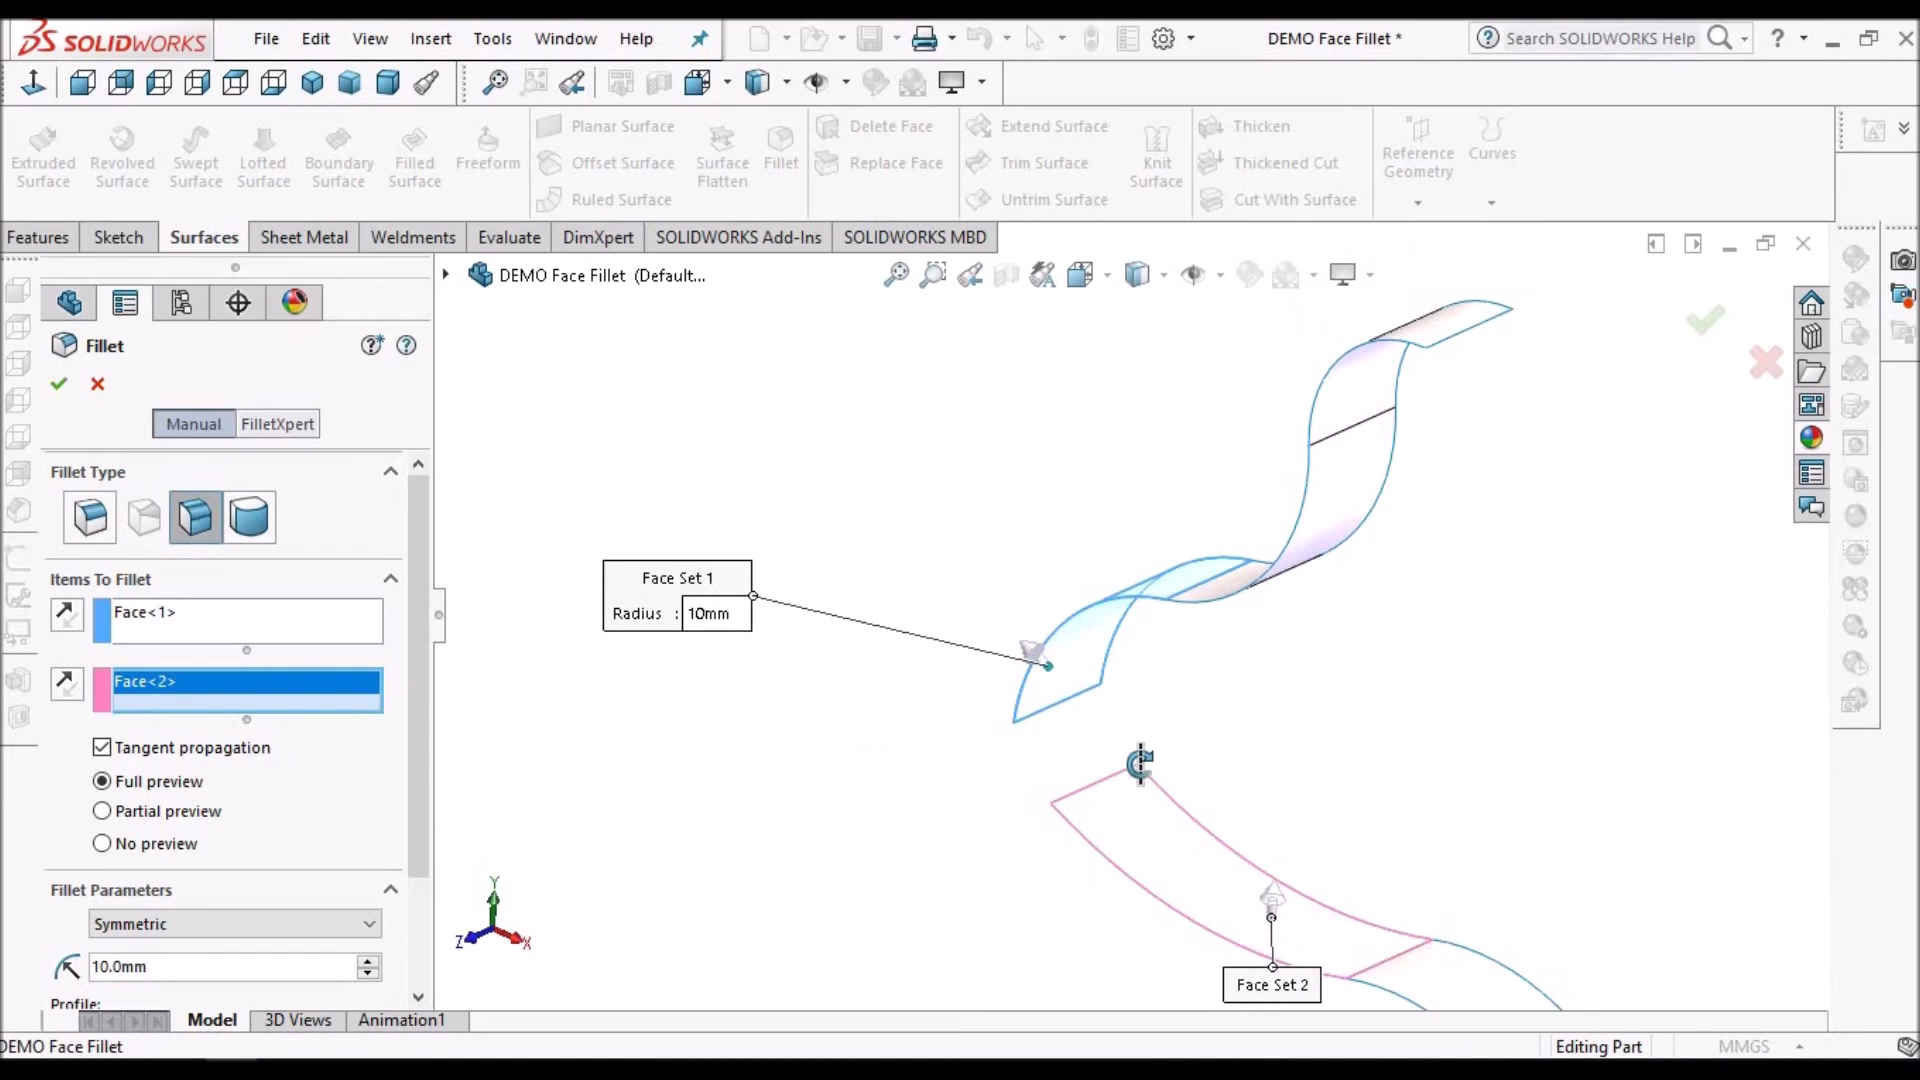 SOLIDWORKS
File Edit View Insert Tools Window Help
DEMO Face Fillet *
Search SOLIDWORKS Help
Extruded Surface
Revolved Surface
Swept Surface
Lofted Surface
Boundary Surface
Filled Surface
Freeform
Planar Surface
Offset Surface
Ruled Surface
Surface Flatten
Fillet
Delete Face
Replace Face
Extend Surface
Trim Surface
Untrim Surface
Knit Surface
Thicken
Thickened Cut
Cut With Surface
Reference Geometry
Curves
Features Sketch Surfaces Sheet Metal Weldments Evaluate DimXpert SOLIDWORKS Add-Ins SOLIDWORKS MBD
DEMO Face Fillet (Default...
Fillet
Manual FilletXpert
Fillet Type
Items To Fillet
Face<1>
Face<2>
Tangent propagation
Full preview
Partial preview
No preview
Fillet Parameters
Symmetric
10.0mm
Profile:
Face Set 1
Radius : 10mm
Face Set 2
Y
Z
X
Model 3D Views Animation1
DEMO Face Fillet
Editing Part
MMGS